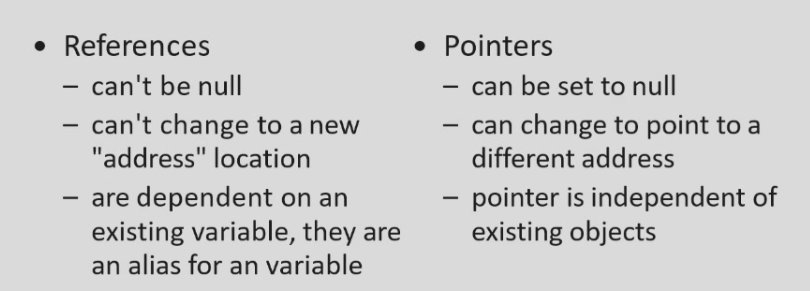 • References
– can't be null
– can't change to a new
"address" location
– are dependent on an
existing variable, they are
an alias for an variable
• Pointers
– can be set to null
– can change to point to a
different address
– pointer is independent of
existing objects